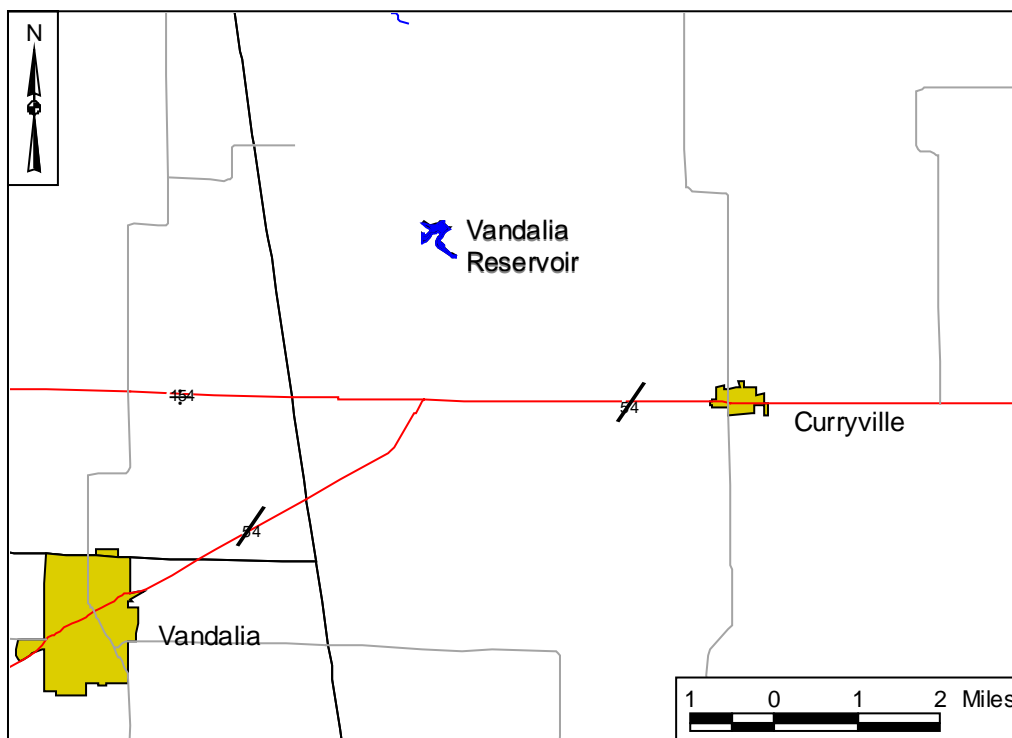 N
Vandalia
Reservoir
154
54
Curryville
54
Vandalia
1 0 1 2 Miles